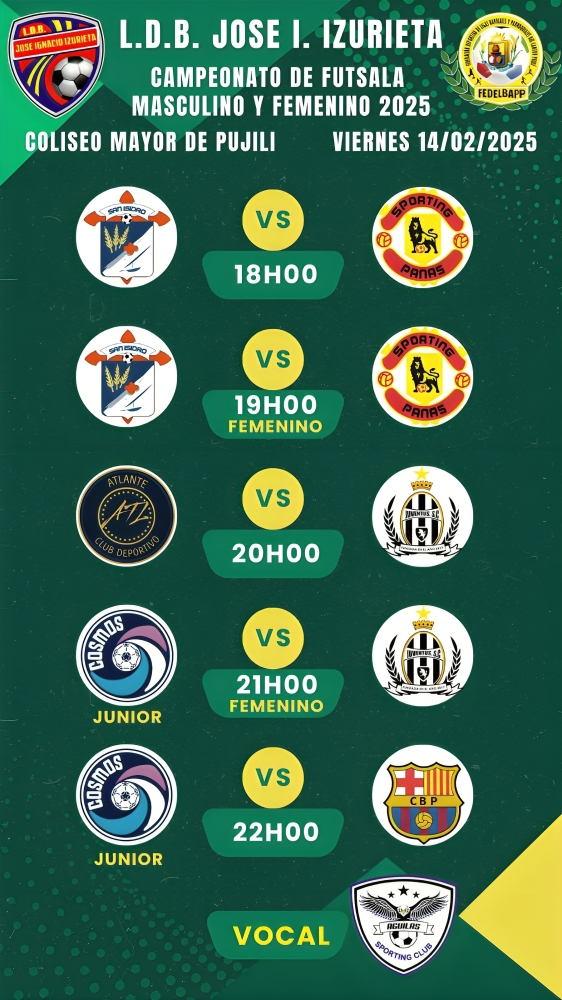 L.D.B.
JOSE IGNACIO IZURIETA
L.D.B. JOSE I. IZURIETA
CAMPEONATO DE FUTSALA
MASCULINO Y FEMENINO 2025
FEDELBAPP
COLISEO MAYOR DE PUJILI
VIERNES 14/02/2025
SAN ISIDRO
VS
SPORTING
PANAS
18H00
SAN ISIDRO
VS
SPORTING
PANAS
19H00
FEMENINO
ATLANTE
ATL
CLUB DEPORTIVO
VS
JUVENTUS. S.C
20H00
COSMOS
JUNIOR
VS
JUVENTUS. S.C
21H00
FEMENINO
COSMOS
JUNIOR
VS
CBP
22H00
VOCAL
AGUILAS
SPORTING CLUB